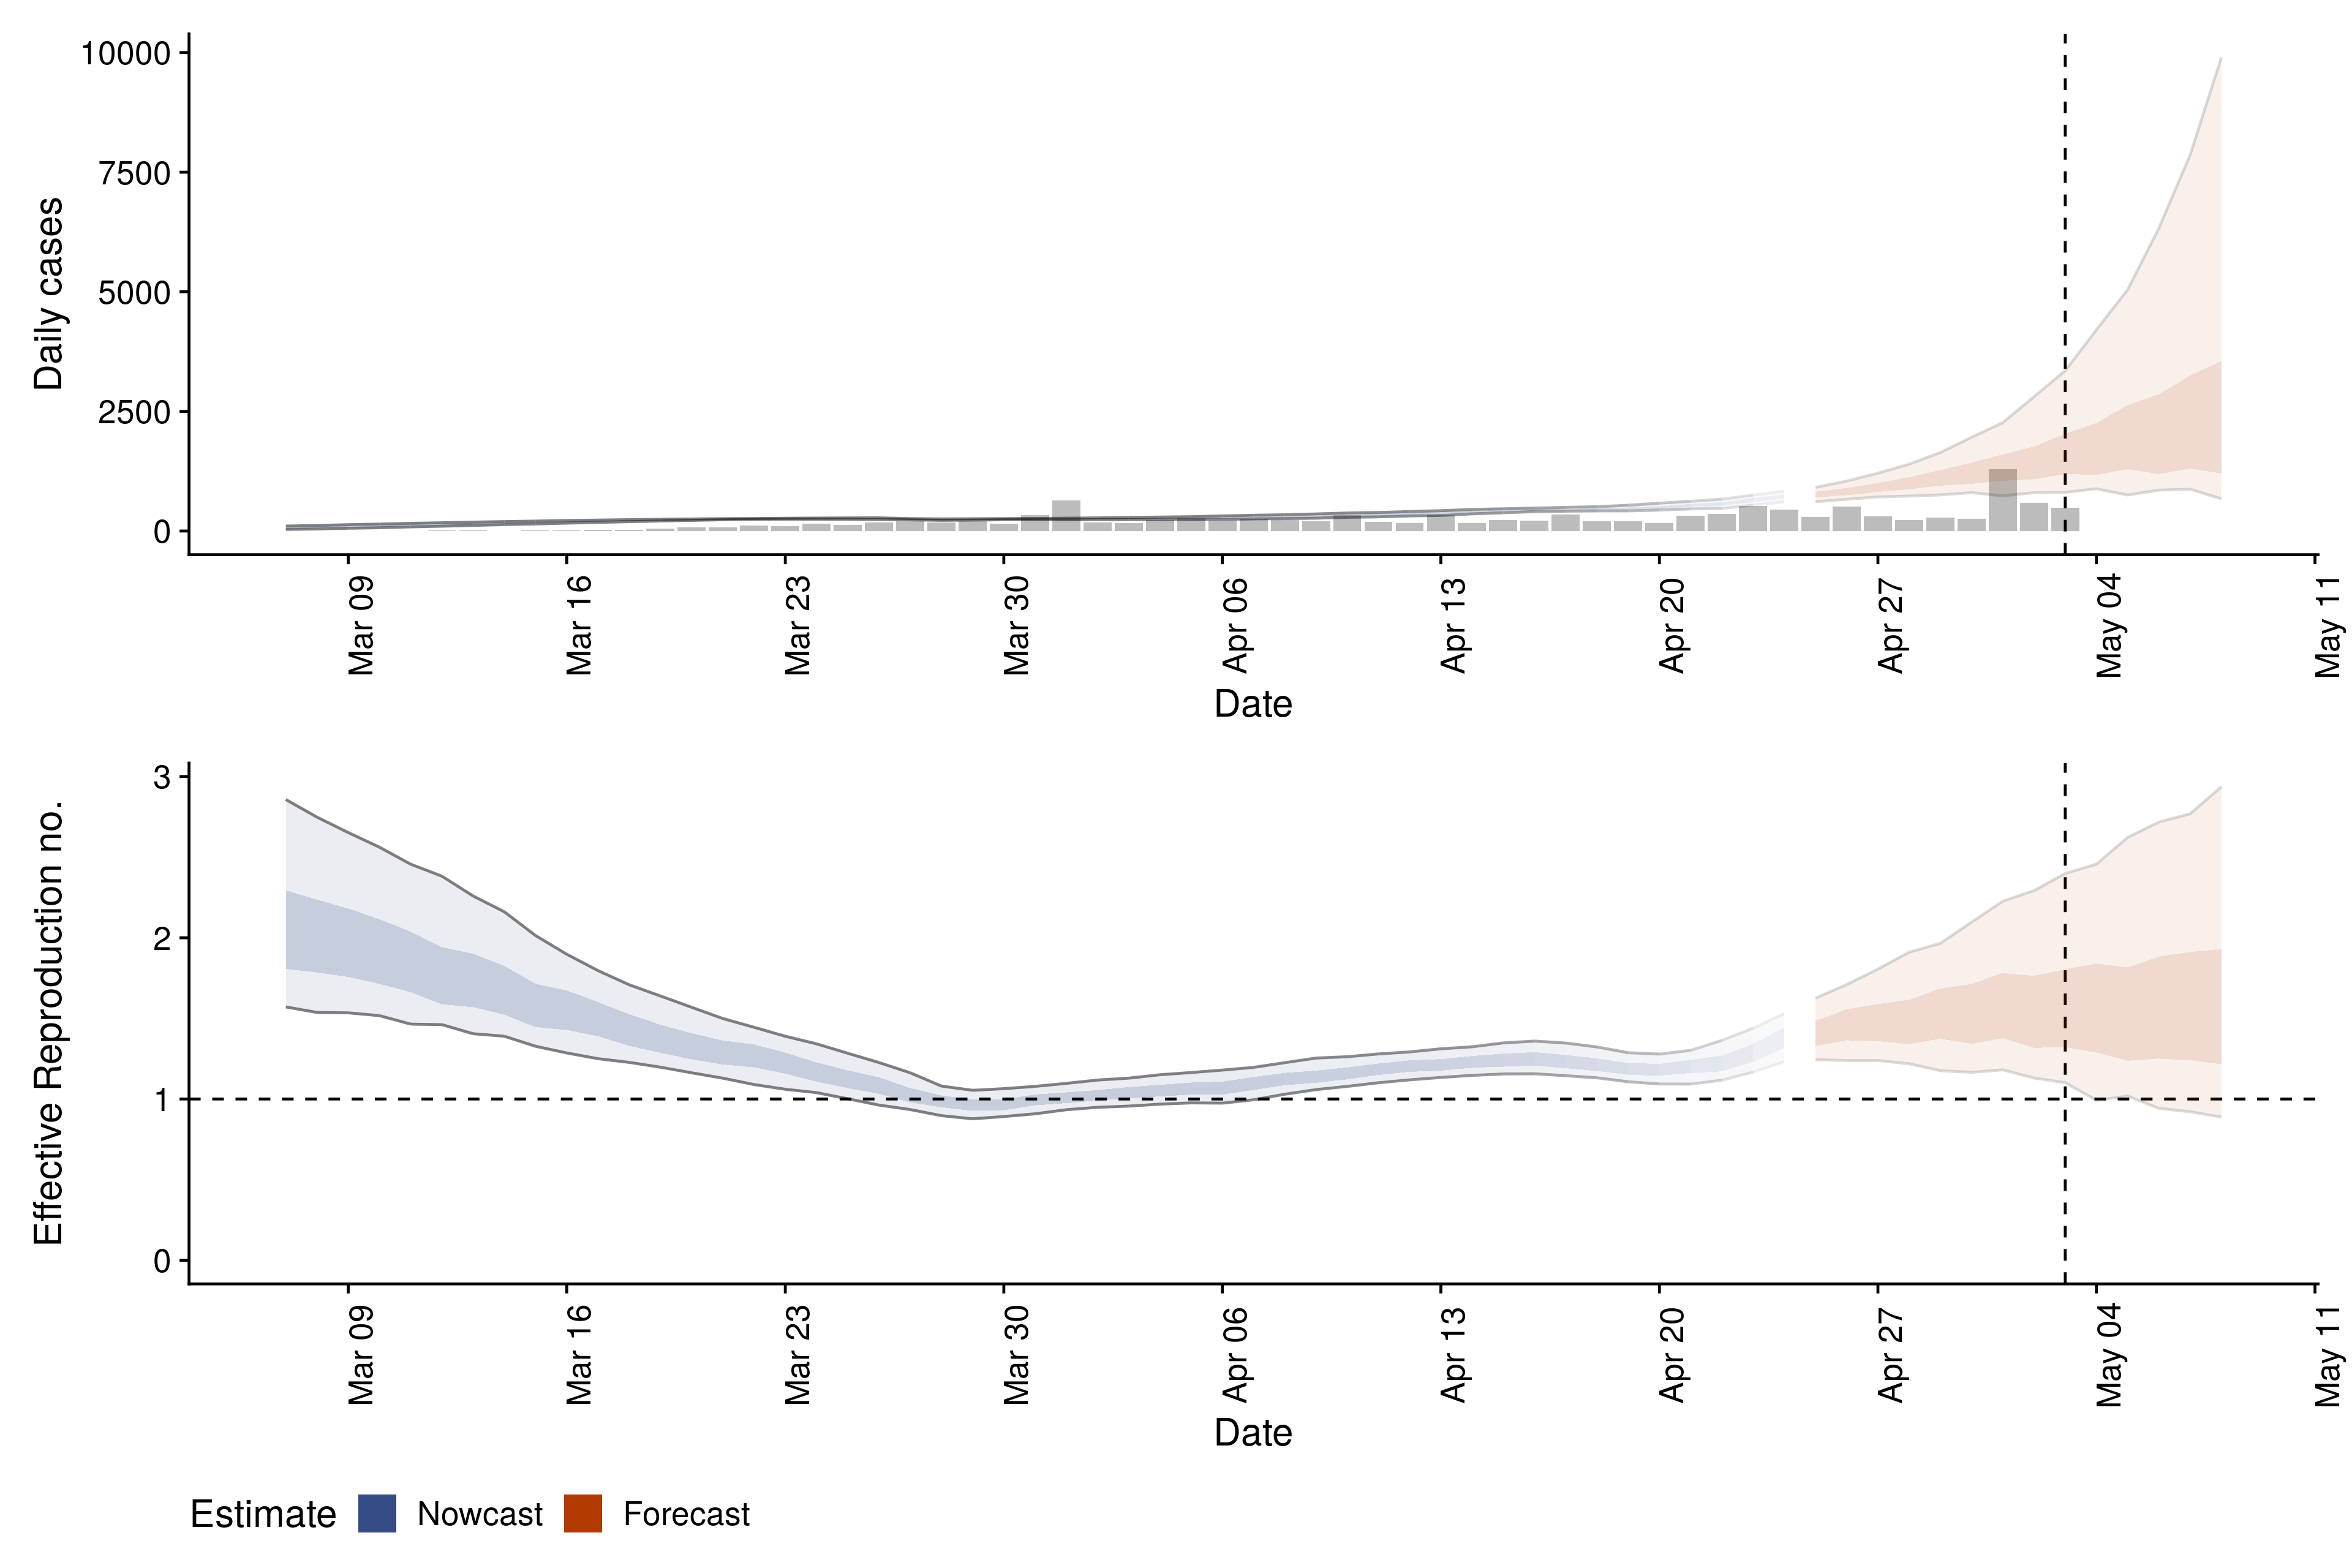 10000
7500
5000
2500
0
Daily cases
Mar 09
Mar 16
Mar 23
Mar 30
Apr 06
Apr 13
Apr 20
Apr 27
May 04
May 11
Date
3
2
1
0
Effective Reproduction no.
Mar 09
Mar 16
Mar 23
Mar 30
Apr 06
Apr 13
Apr 20
Apr 27
May 04
May 11
Date
Estimate Nowcast Forecast